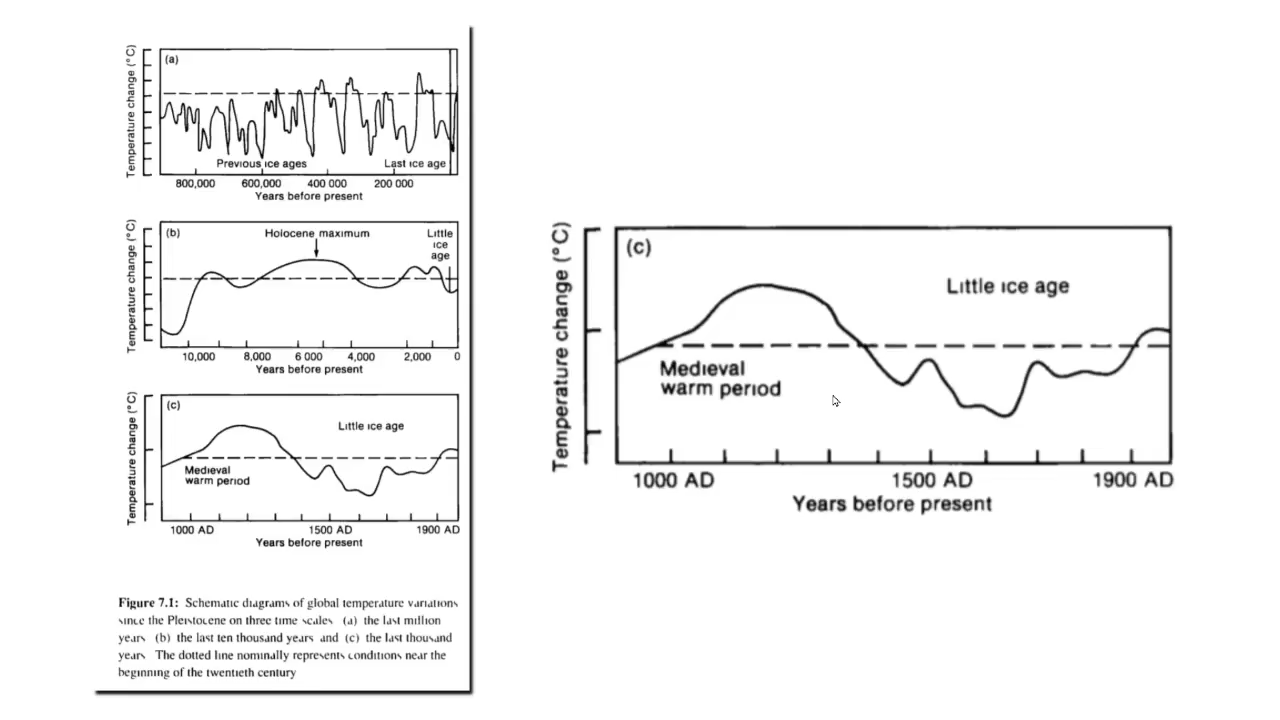 Temperature change (°C)
(a)
Previous ice ages
Last ice age
800,000 600,000 400 000 200 000
Years before present
Temperature change (°C)
(b)
Holocene maximum
Little
ice
age
10,000 8,000 6 000 4,000 2,000 0
Years before present
Temperature change (°C)
(c)
Little ice age
Medieval
warm period
1000 AD 1500 AD 1900 AD
Years before present
Figure 7.1: Schematic diagrams of global temperature variations
since the Pleistocene on three time scales (a) the last million
years (b) the last ten thousand years and (c) the last thousand
years The dotted line nominally represents conditions near the
beginning of the twentieth century
Temperature change (°C)
(c)
Little ice age
Medieval
warm period
1000 AD 1500 AD 1900 AD
Years before present